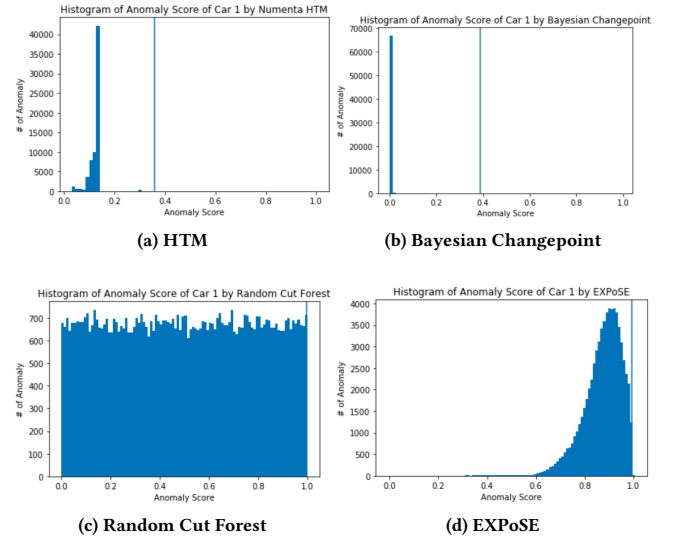 Histogram of Anomaly Score of Car 1 by Numenta HTM
# of Anomaly
40000
35000
30000
25000
20000
15000
10000
5000
0
0.0 0.2 0.4 0.6 0.8 1.0
Anomaly Score
(a) HTM
Histogram of Anomaly Score of Car 1 by Bayesian Changepoint
# of Anomaly
70000
60000
50000
40000
30000
20000
10000
0
0.0 0.2 0.4 0.6 0.8 1.0
Anomaly Score
(b) Bayesian Changepoint
Histogram of Anomaly Score of Car 1 by Random Cut Forest
# of Anomaly
700
600
500
400
300
200
100
0
0.0 0.2 0.4 0.6 0.8 1.0
Anomaly Score
(c) Random Cut Forest
Histogram of Anomaly Score of Car 1 by EXPoSE
# of Anomaly
4000
3500
3000
2500
2000
1500
1000
500
0
0.0 0.2 0.4 0.6 0.8 1.0
Anomaly Score
(d) EXPoSE